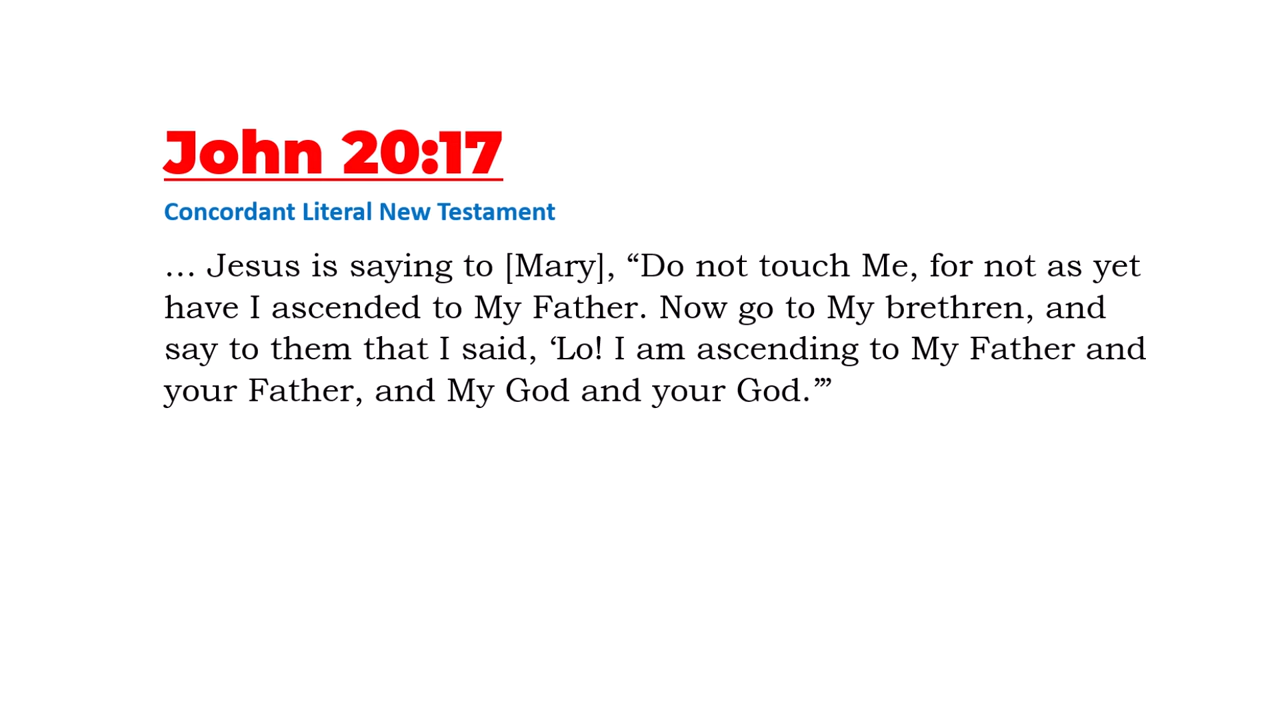 John 20:17
Concordant Literal New Testament
… Jesus is saying to [Mary], “Do not touch Me, for not as yet
have I ascended to My Father. Now go to My brethren, and
say to them that I said, ‘Lo! I am ascending to My Father and
your Father, and My God and your God.’”